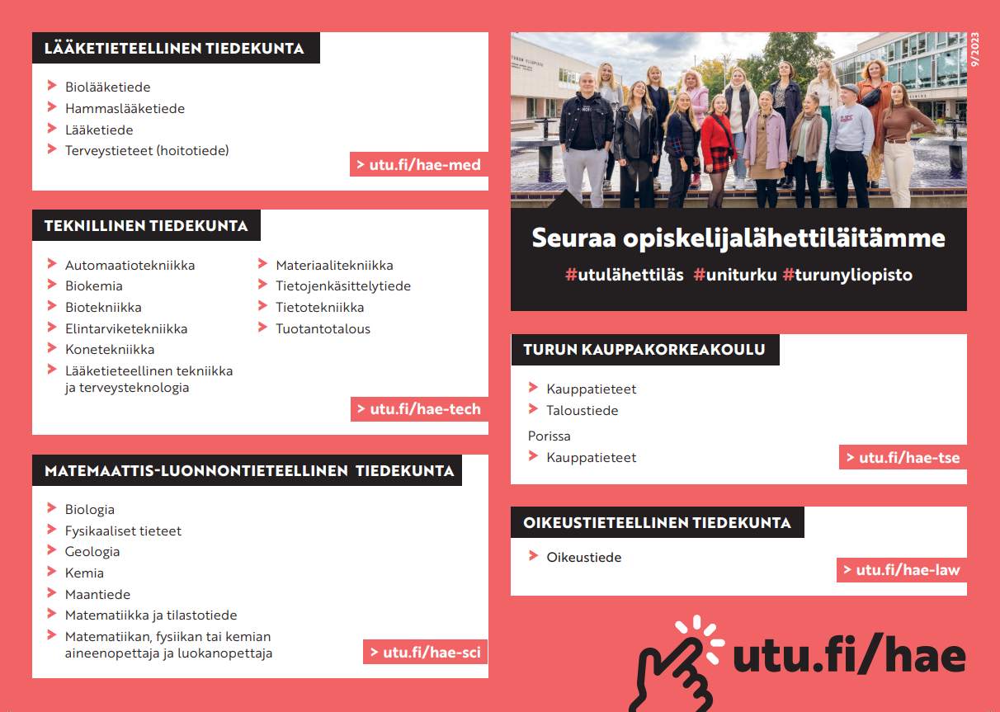 LÄÄKETIETEELLINEN TIEDEKUNTA
> Biolääketiede
> Hammaslääketiede
> Lääketiede
> Terveystieteet (hoitotiede)
> utu.fi/hae-med
TEKNILLINEN TIEDEKUNTA
> Automaatiotekniikka
> Biokemia
> Biotekniikka
> Elintarviketekniikka
> Konetekniikka
> Lääketieteellinen tekniikka
ja terveysteknologia
> Materiaalitekniikka
> Tietojenkäsittelytiede
> Tietotekniikka
> Tuotantotalous
> utu.fi/hae-tech
MATEMAATTIS-LUONNONTIETEELLINEN TIEDEKUNTA
> Biologia
> Fysikaaliset tieteet
> Geologia
> Kemia
> Maantiede
> Matematiikka ja tilastotiede
> Matematiikan, fysiikan tai kemian
aineenopettaja ja luokanopettaja
> utu.fi/hae-sci
9/2023
TURUN YLIOPISTO
Seuraa opiskelijalähettiläitämme
#utulähettiläs #uniturku #turunyliopisto
TURUN KAUPPAKORKEAKOULU
> Kauppatieteet
> Taloustiede
Porissa
> Kauppatieteet
> utu.fi/hae-tse
OIKEUSTIETEELLINEN TIEDEKUNTA
> Oikeustiede
> utu.fi/hae-law
utu.fi/hae